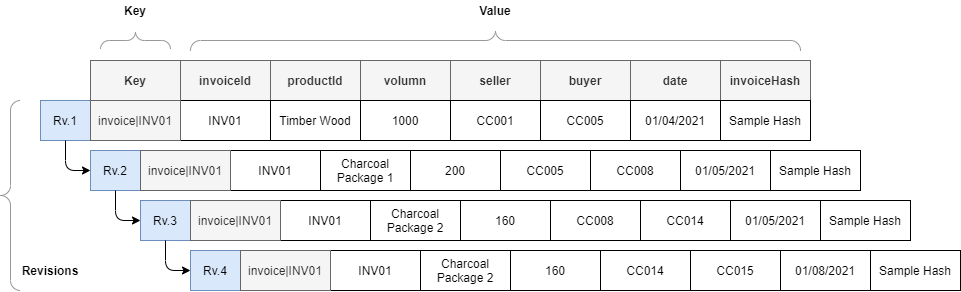 Key Value
Key invoiceId productId volumn seller buyer date invoiceHash
Rv.1 invoice|INV01 INV01 Timber Wood 1000 CC001 CC005 01/04/2021 Sample Hash
Rv.2 invoice|INV01 INV01 Charcoal Package 1 200 CC005 CC008 01/05/2021 Sample Hash
Rv.3 invoice|INV01 INV01 Charcoal Package 2 160 CC008 CC014 01/05/2021 Sample Hash
Rv.4 invoice|INV01 INV01 Charcoal Package 2 160 CC014 CC015 01/08/2021 Sample Hash
Revisions